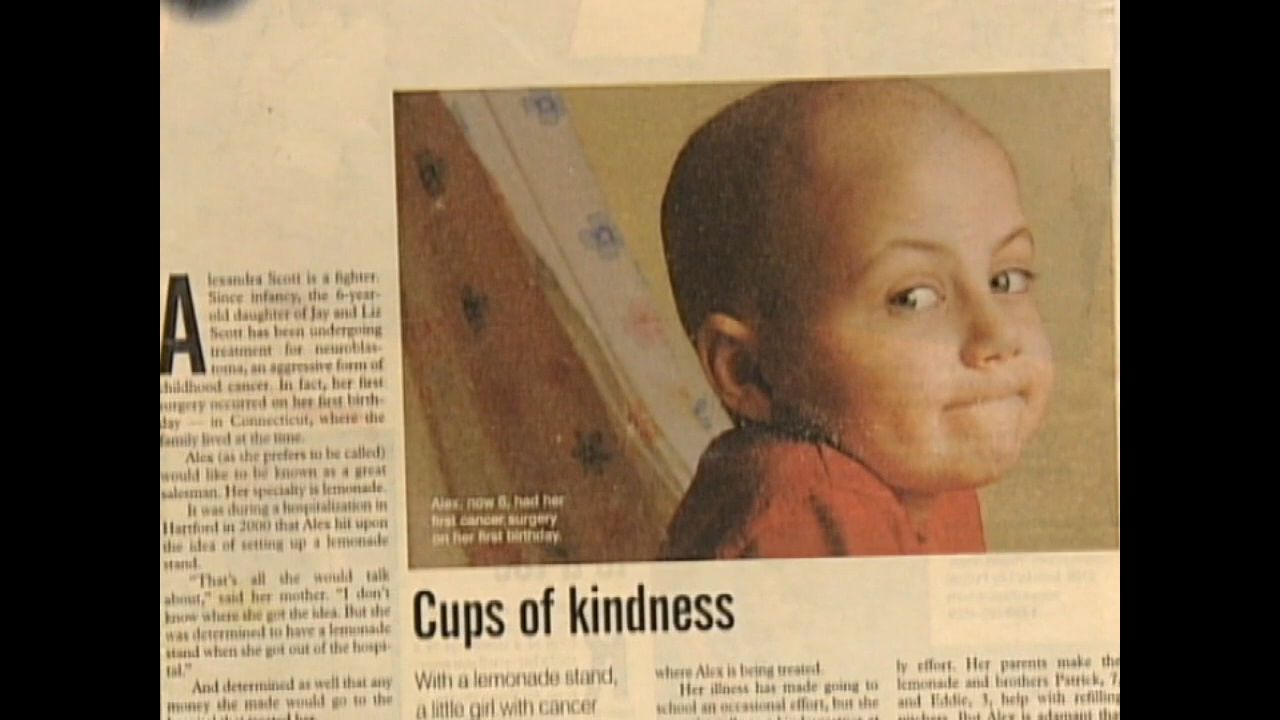 Alexandra Scott is a fighter.
Since infancy, the 6-year-
old daughter of Jay and Liz
Scott has been undergoing
treatment for neuroblas-
toma, an aggressive form of
childhood cancer. In fact, her first
surgery occurred on her first birth-
day — in Connecticut, where the
family lived at the time.
Alex (as she prefers to be called)
would like to be known as a great
salesman. Her specialty is lemonade.
It was during a hospitalization in
Hartford in 2000 that Alex hit upon
the idea of setting up a lemonade
stand.
"That's all she would talk
about," said her mother. "I don't
know where she got the idea. But she
was determined to have a lemonade
stand when she got out of the hospi-
tal."
And determined as well that any
money she made would go to the
hospital that treated her.
Alex, now 6, had her
first cancer surgery
on her first birthday.
Cups of kindness
With a lemonade stand,
a little girl with cancer
where Alex is being treated.
Her illness has made going to
school an occasional effort, but she
ly effort. Her parents make the
lemonade and brothers Patrick, 7,
and Eddie, 3, help with refilling
pitchers. But Alex is adamant that